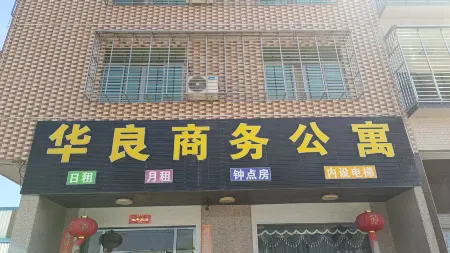 华良商务公寓
日租 月租 钟点房 内设电梯